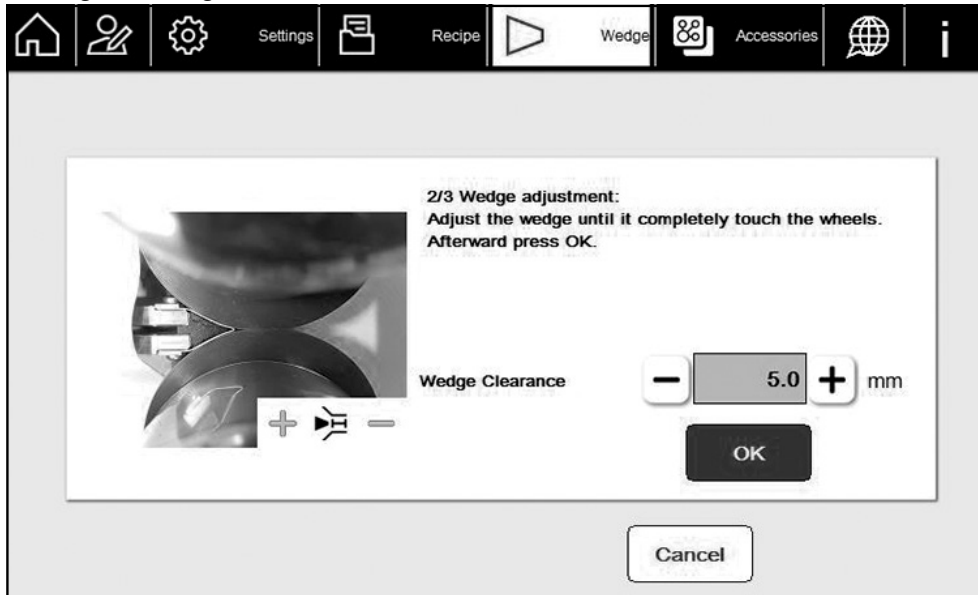 Settings
Recipe
Wedge
Accessories
i
2/3 Wedge adjustment:
Adjust the wedge until it completely touch the wheels.
Afterward press OK.
Wedge Clearance
5.0
mm
OK
Cancel